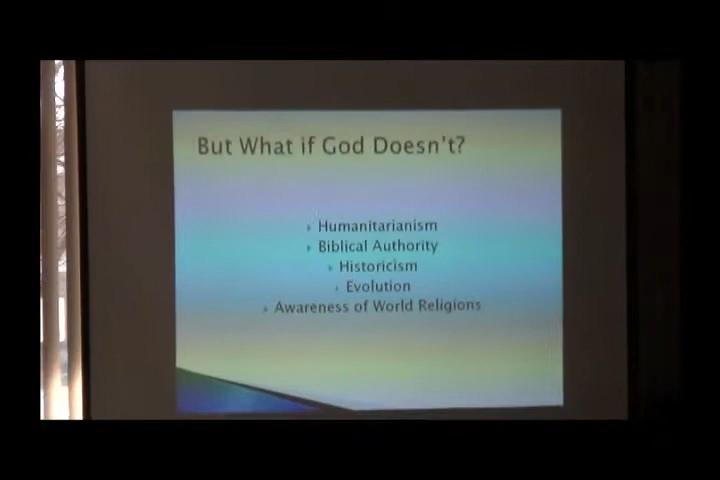 But What if God Doesn't?
Humanitarianism
Biblical Authority
Historicism
Evolution
Awareness of World Religions